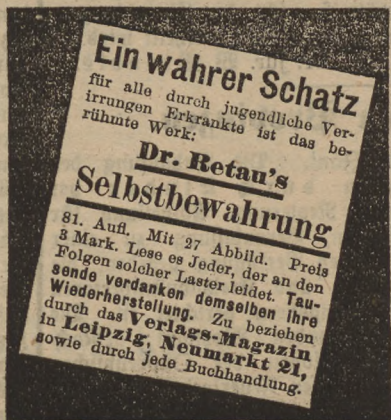 Ein wahrer Schatz
für alle durch jugendliche Ver-
irrungen Erkrankte ist das be-
rühmte Werk:
Dr. Retau's
Selbstbewahrung
81. Aufl. Mit 27 Abbild. Preis
3 Mark. Lese es Jeder, der an den
Folgen solcher Laster leidet. Tau-
sende verdanken demselben ihre
Wiederherstellung. Zu beziehen
durch das Verlags-Magazin
in Leipzig, Neumarkt 21,
sowie durch jede Buchhandlung.